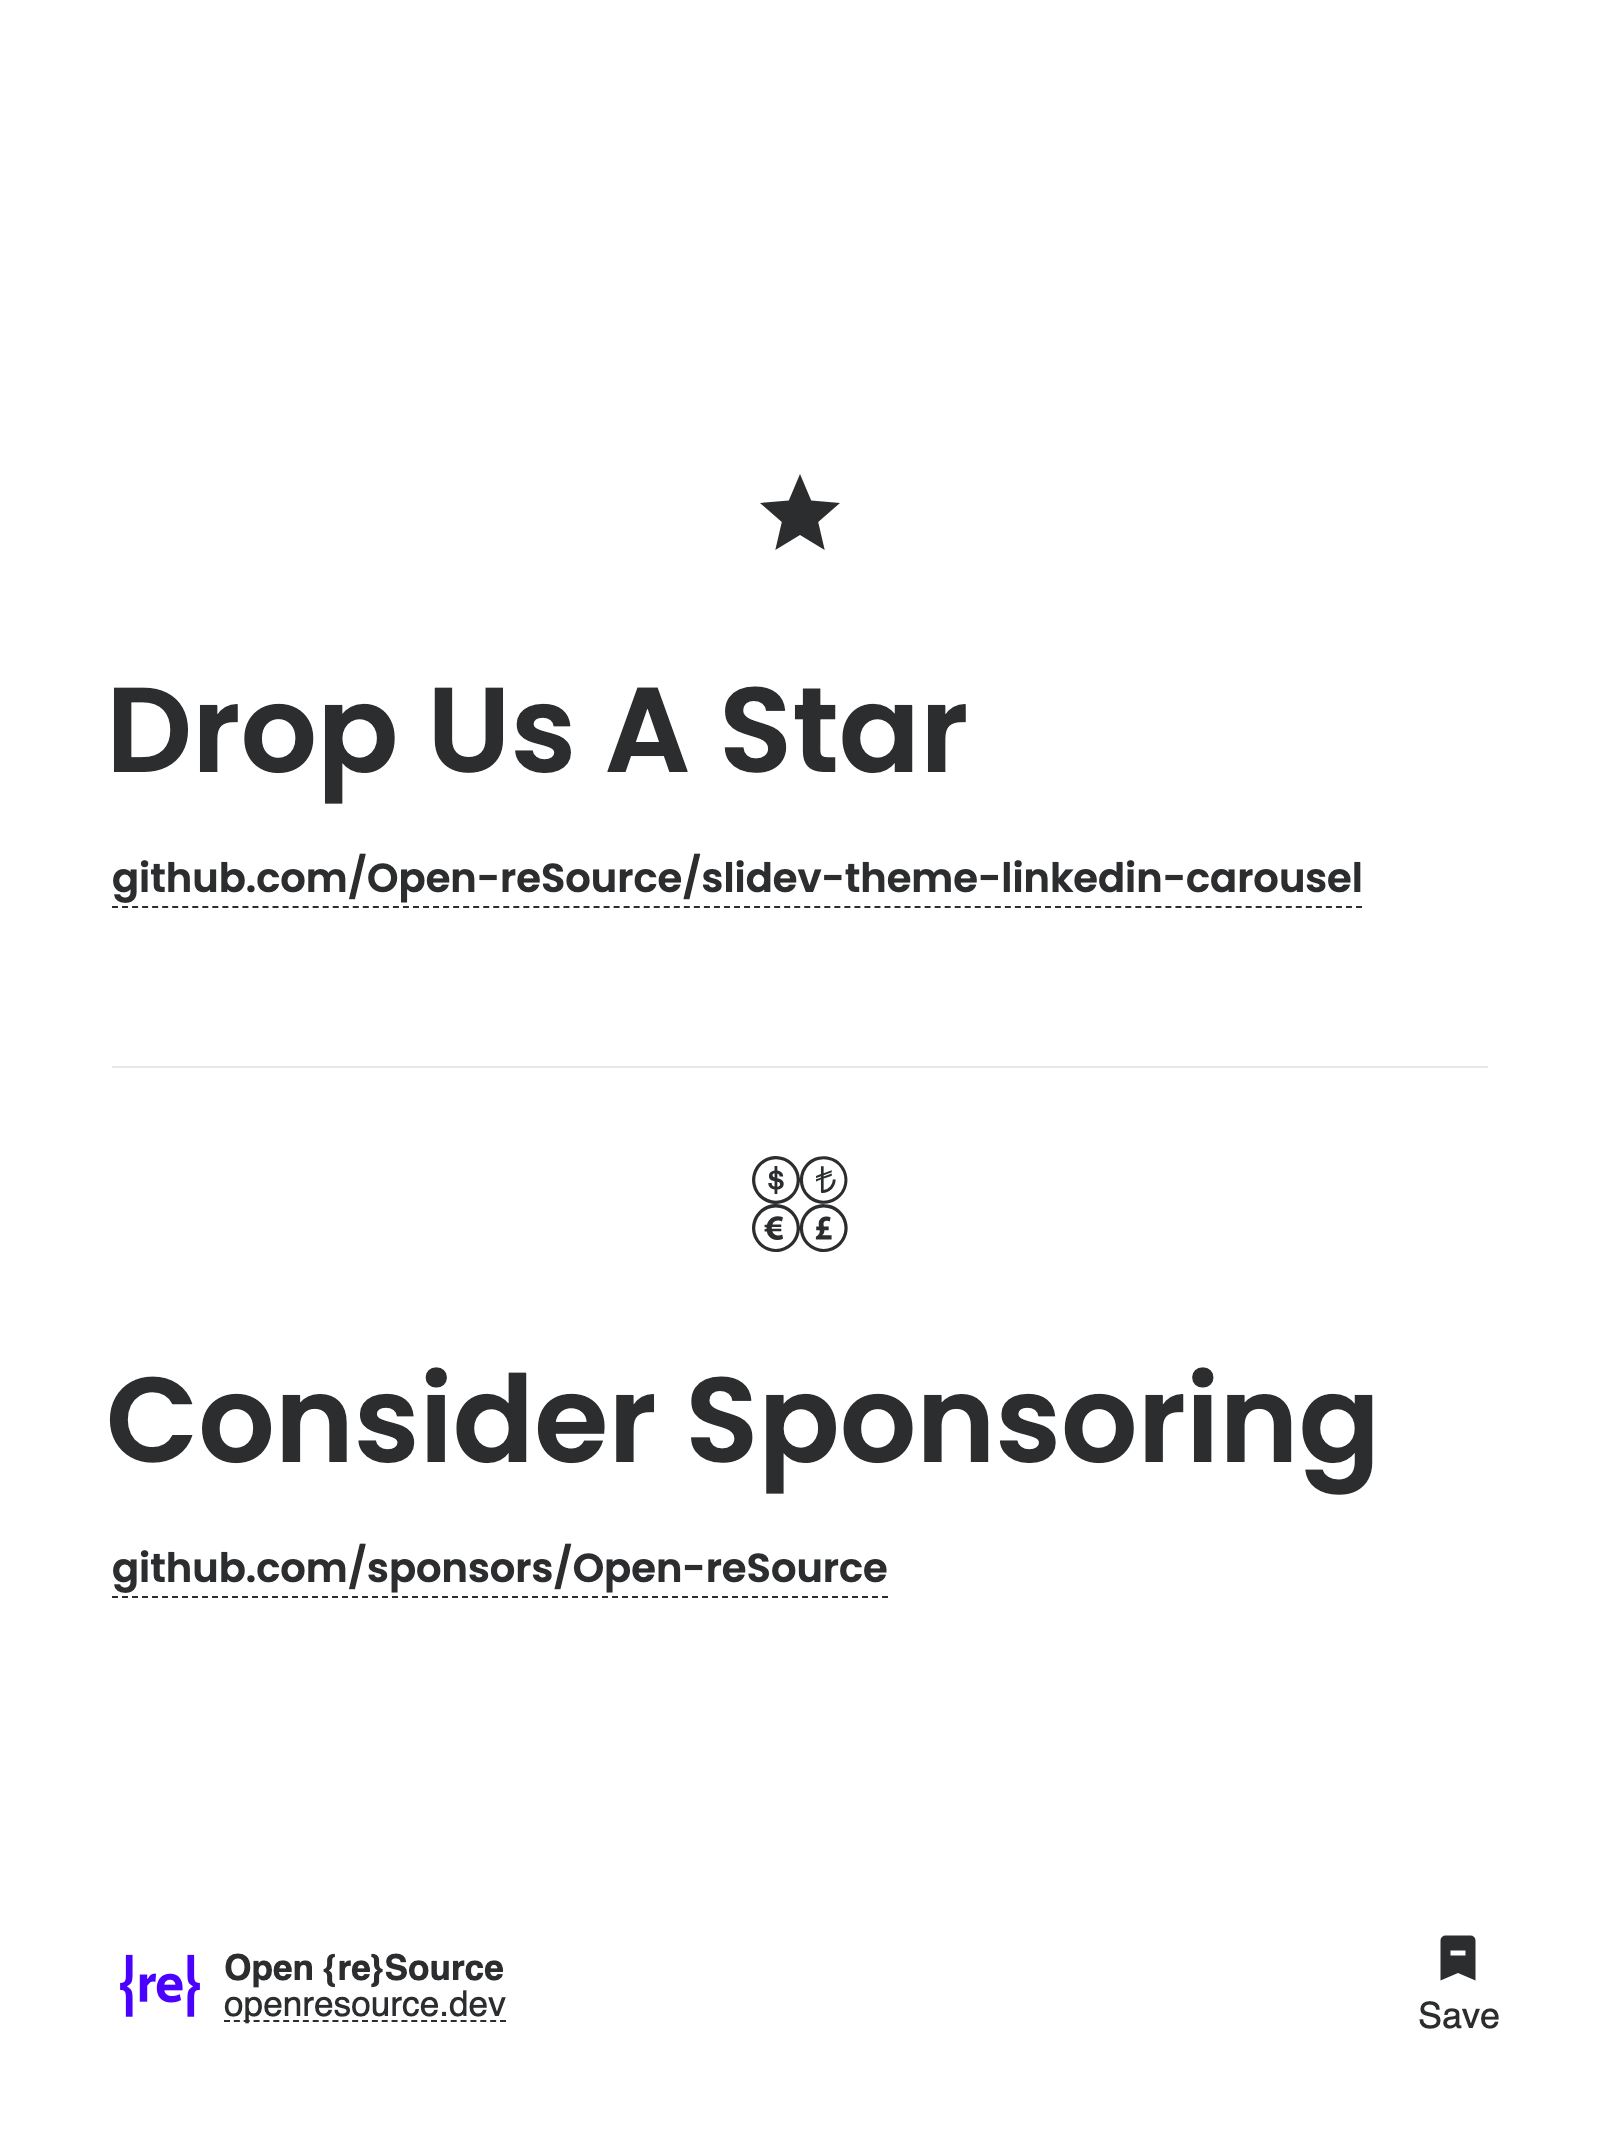 Drop Us A Star
github.com/Open-reSource/slidev-theme-linkedin-carousel
$ ₺
€ £
Consider Sponsoring
github.com/sponsors/Open-reSource
{re}
Open {re}Source
openresource.dev
Save